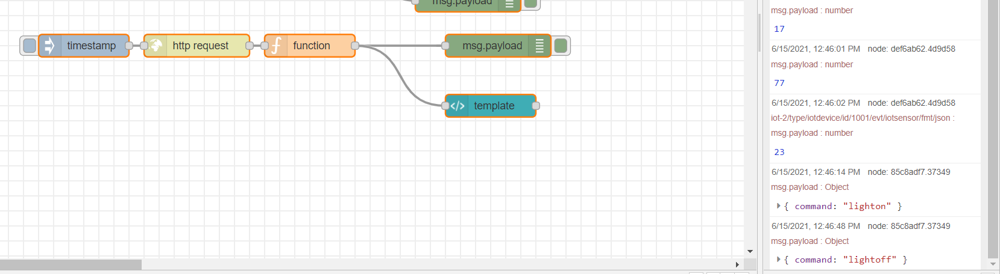 msg.payload
timestamp
http request
function
msg.payload
template
msg.payload : number
17
6/15/2021, 12:46:01 PM node: def6ab62.4d9d58
msg.payload : number
77
6/15/2021, 12:46:02 PM node: def6ab62.4d9d58
iot-2/type/iotdevice/id/1001/evt/iotsensor/fmt/json :
msg.payload : number
23
6/15/2021, 12:46:14 PM node: 85c8adf7.37349
msg.payload : Object
{ command: "lighton" }
6/15/2021, 12:46:48 PM node: 85c8adf7.37349
msg.payload : Object
{ command: "lightoff" }